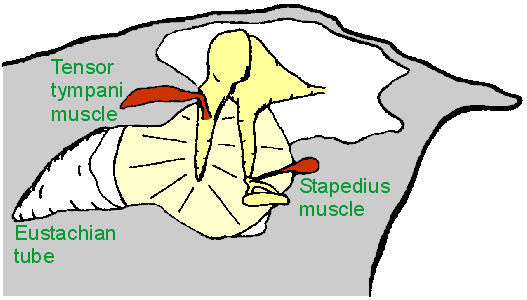 Tensor
tympani
muscle
Stapedius
muscle
Eustachian
tube